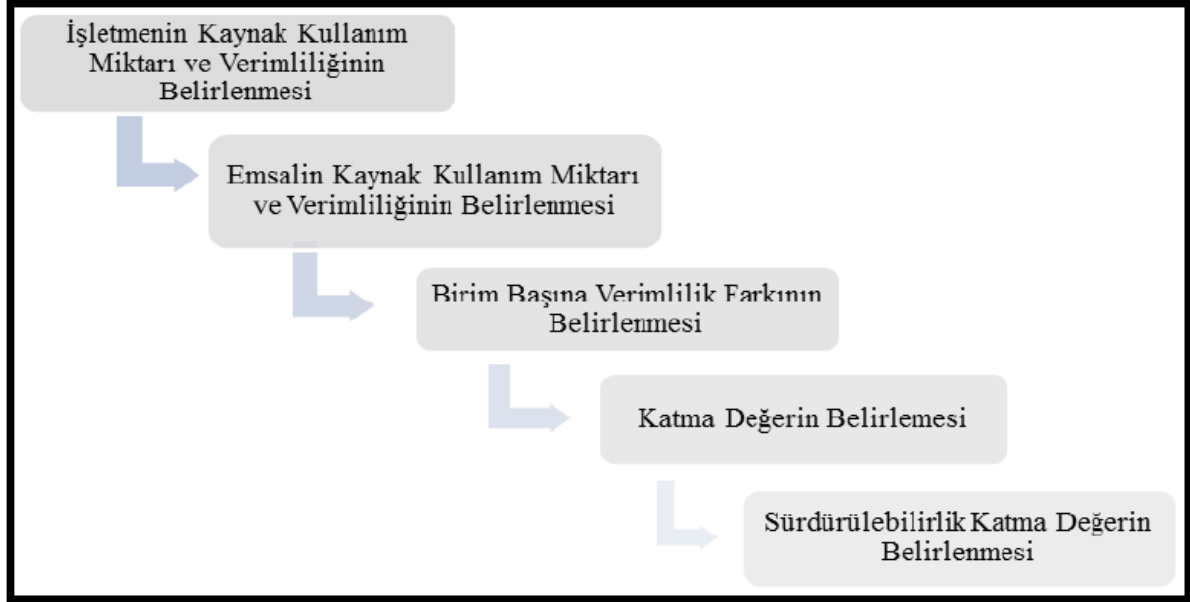 İşletmenin Kaynak Kullanım
Miktarı ve Verimliliğinin
Belirlenmesi
Emsalin Kaynak Kullanım Miktarı
ve Verimliliğinin Belirlenmesi
Birim Başına Verimlilik Farkının
Belirlenmesi
Katma Değerin Belirlemesi
Sürdürülebilirlik Katma Değerin
Belirlenmesi